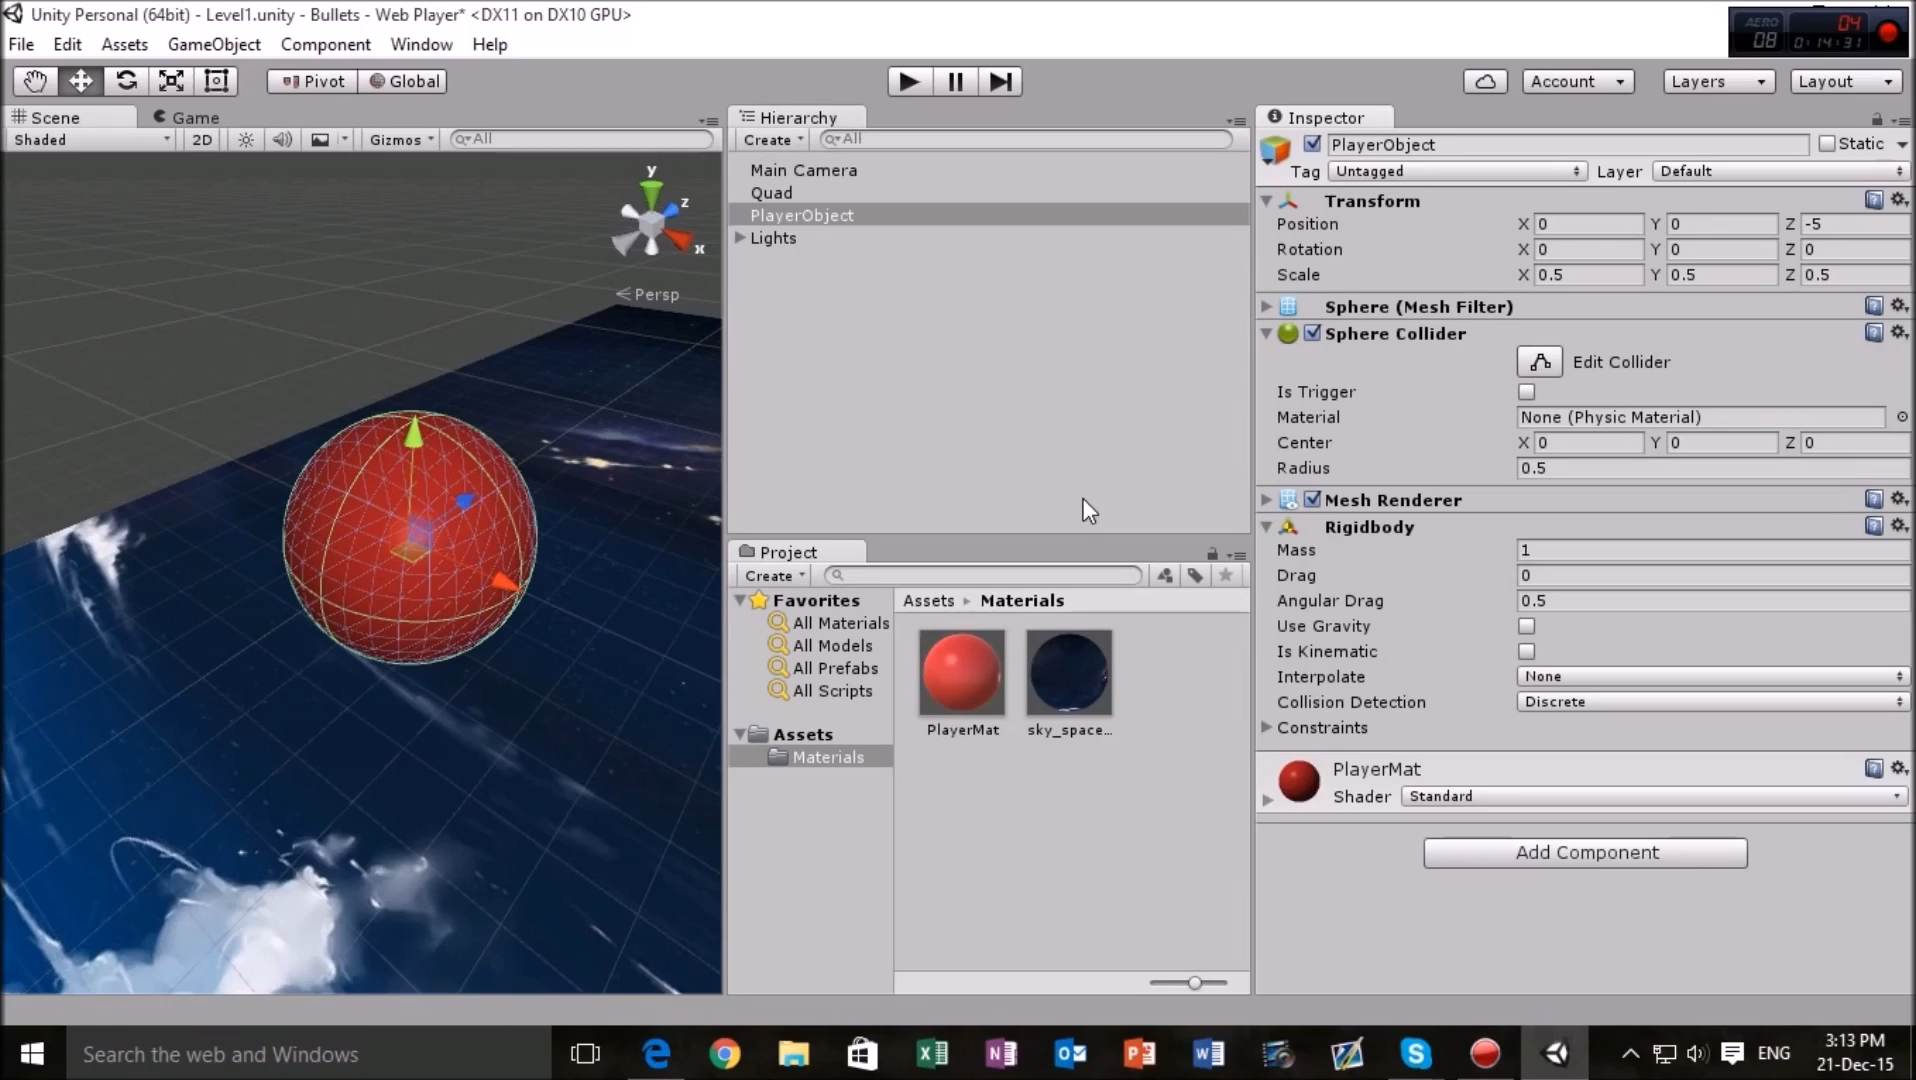 Unity Personal (64bit) - Level1.unity - Bullets - Web Player* <DX11 on DX10 GPU>
AERO 04
08 0:14:31
File Edit Assets GameObject Component Window Help
Pivot Global Account Layers Layout
Scene Game
Shaded 2D Gizmos All
y
z
x
Persp
Hierarchy
Create All
Main Camera
Quad
PlayerObject
Lights
Project
Create
Favorites
All Materials
All Models
All Prefabs
All Scripts
Assets
Materials
Assets Materials
PlayerMat sky_space...
Inspector
PlayerObject Static
Tag Untagged Layer Default
Transform
Position X 0 Y 0 Z -5
Rotation X 0 Y 0 Z 0
Scale X 0.5 Y 0.5 Z 0.5
Sphere (Mesh Filter)
Sphere Collider
Edit Collider
Is Trigger
Material None (Physic Material)
Center X 0 Y 0 Z 0
Radius 0.5
Mesh Renderer
Rigidbody
Mass 1
Drag 0
Angular Drag 0.5
Use Gravity
Is Kinematic
Interpolate None
Collision Detection Discrete
Constraints
PlayerMat
Shader Standard
Add Component
Search the web and Windows
ENG
3:13 PM
21-Dec-15